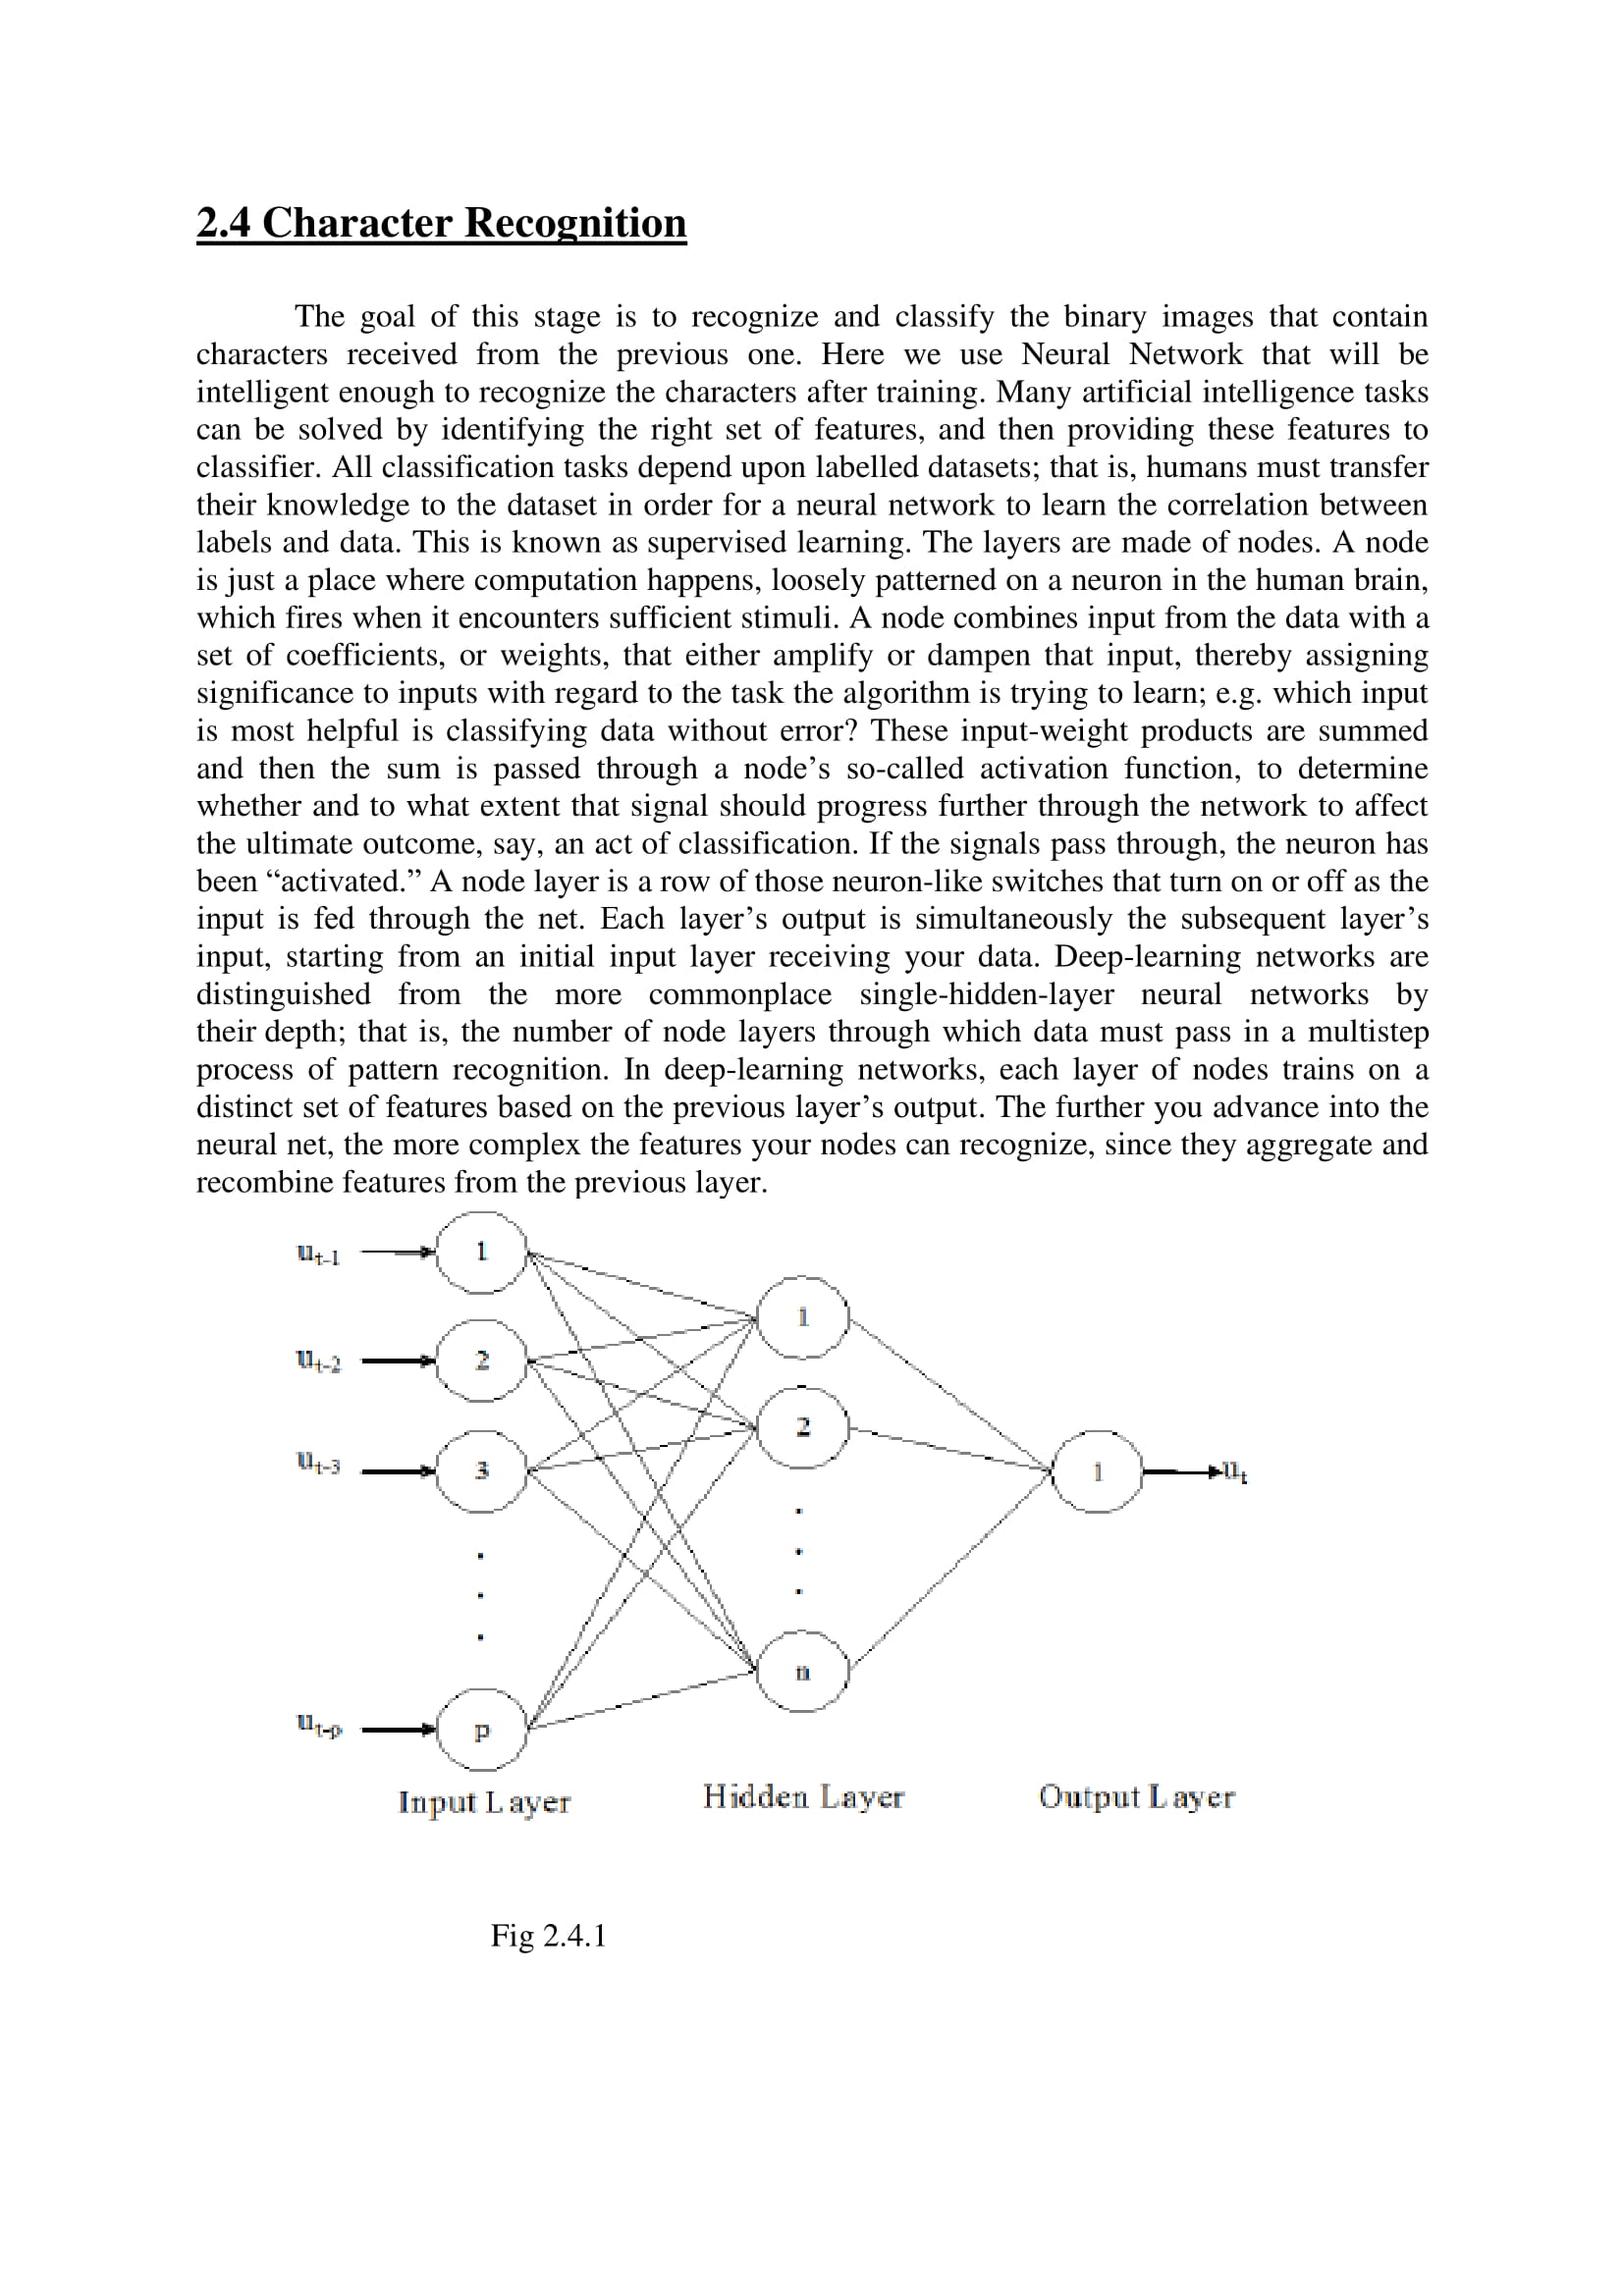 2.4 Character Recognition
The goal of this stage is to recognize and classify the binary images that contain
characters received from the previous one. Here we use Neural Network that will be
intelligent enough to recognize the characters after training. Many artificial intelligence tasks
can be solved by identifying the right set of features, and then providing these features to
classifier. All classification tasks depend upon labelled datasets; that is, humans must transfer
their knowledge to the dataset in order for a neural network to learn the correlation between
labels and data. This is known as supervised learning. The layers are made of nodes. A node
is just a place where computation happens, loosely patterned on a neuron in the human brain,
which fires when it encounters sufficient stimuli. A node combines input from the data with a
set of coefficients, or weights, that either amplify or dampen that input, thereby assigning
significance to inputs with regard to the task the algorithm is trying to learn; e.g. which input
is most helpful is classifying data without error? These input-weight products are summed
and then the sum is passed through a node’s so-called activation function, to determine
whether and to what extent that signal should progress further through the network to affect
the ultimate outcome, say, an act of classification. If the signals pass through, the neuron has
been “activated.” A node layer is a row of those neuron-like switches that turn on or off as the
input is fed through the net. Each layer’s output is simultaneously the subsequent layer’s
input, starting from an initial input layer receiving your data. Deep-learning networks are
distinguished from the more commonplace single-hidden-layer neural networks by
their depth; that is, the number of node layers through which data must pass in a multistep
process of pattern recognition. In deep-learning networks, each layer of nodes trains on a
distinct set of features based on the previous layer’s output. The further you advance into the
neural net, the more complex the features your nodes can recognize, since they aggregate and
recombine features from the previous layer.
u_t-1 1
1
u_t-2 2
2
u_t-3 3 1 u_t
n
u_t-p p
Input Layer Hidden Layer Output Layer
Fig 2.4.1